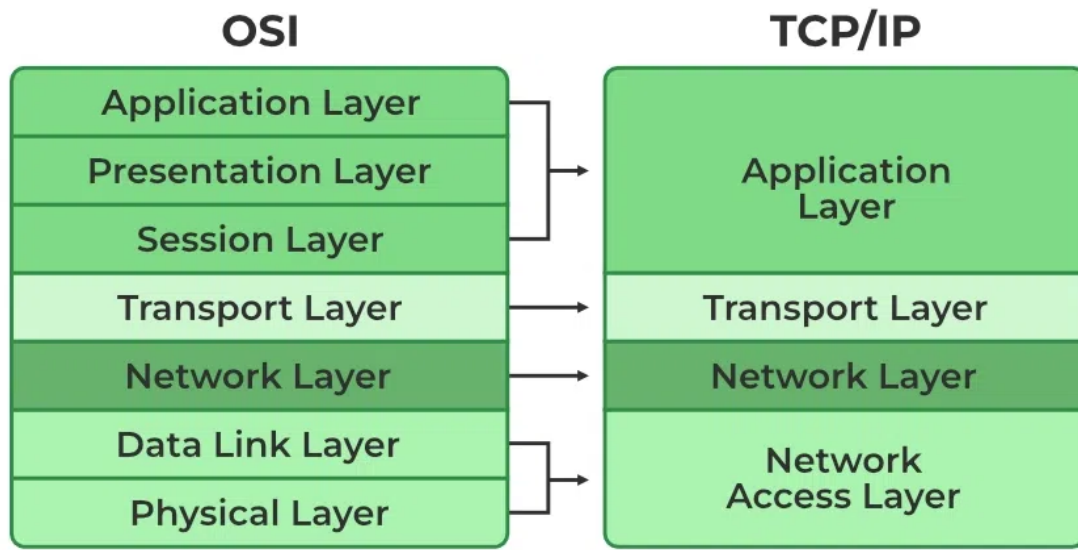 OSI
Application Layer
Presentation Layer
Session Layer
Transport Layer
Network Layer
Data Link Layer
Physical Layer
TCP/IP
Application
Layer
Transport Layer
Network Layer
Network
Access Layer